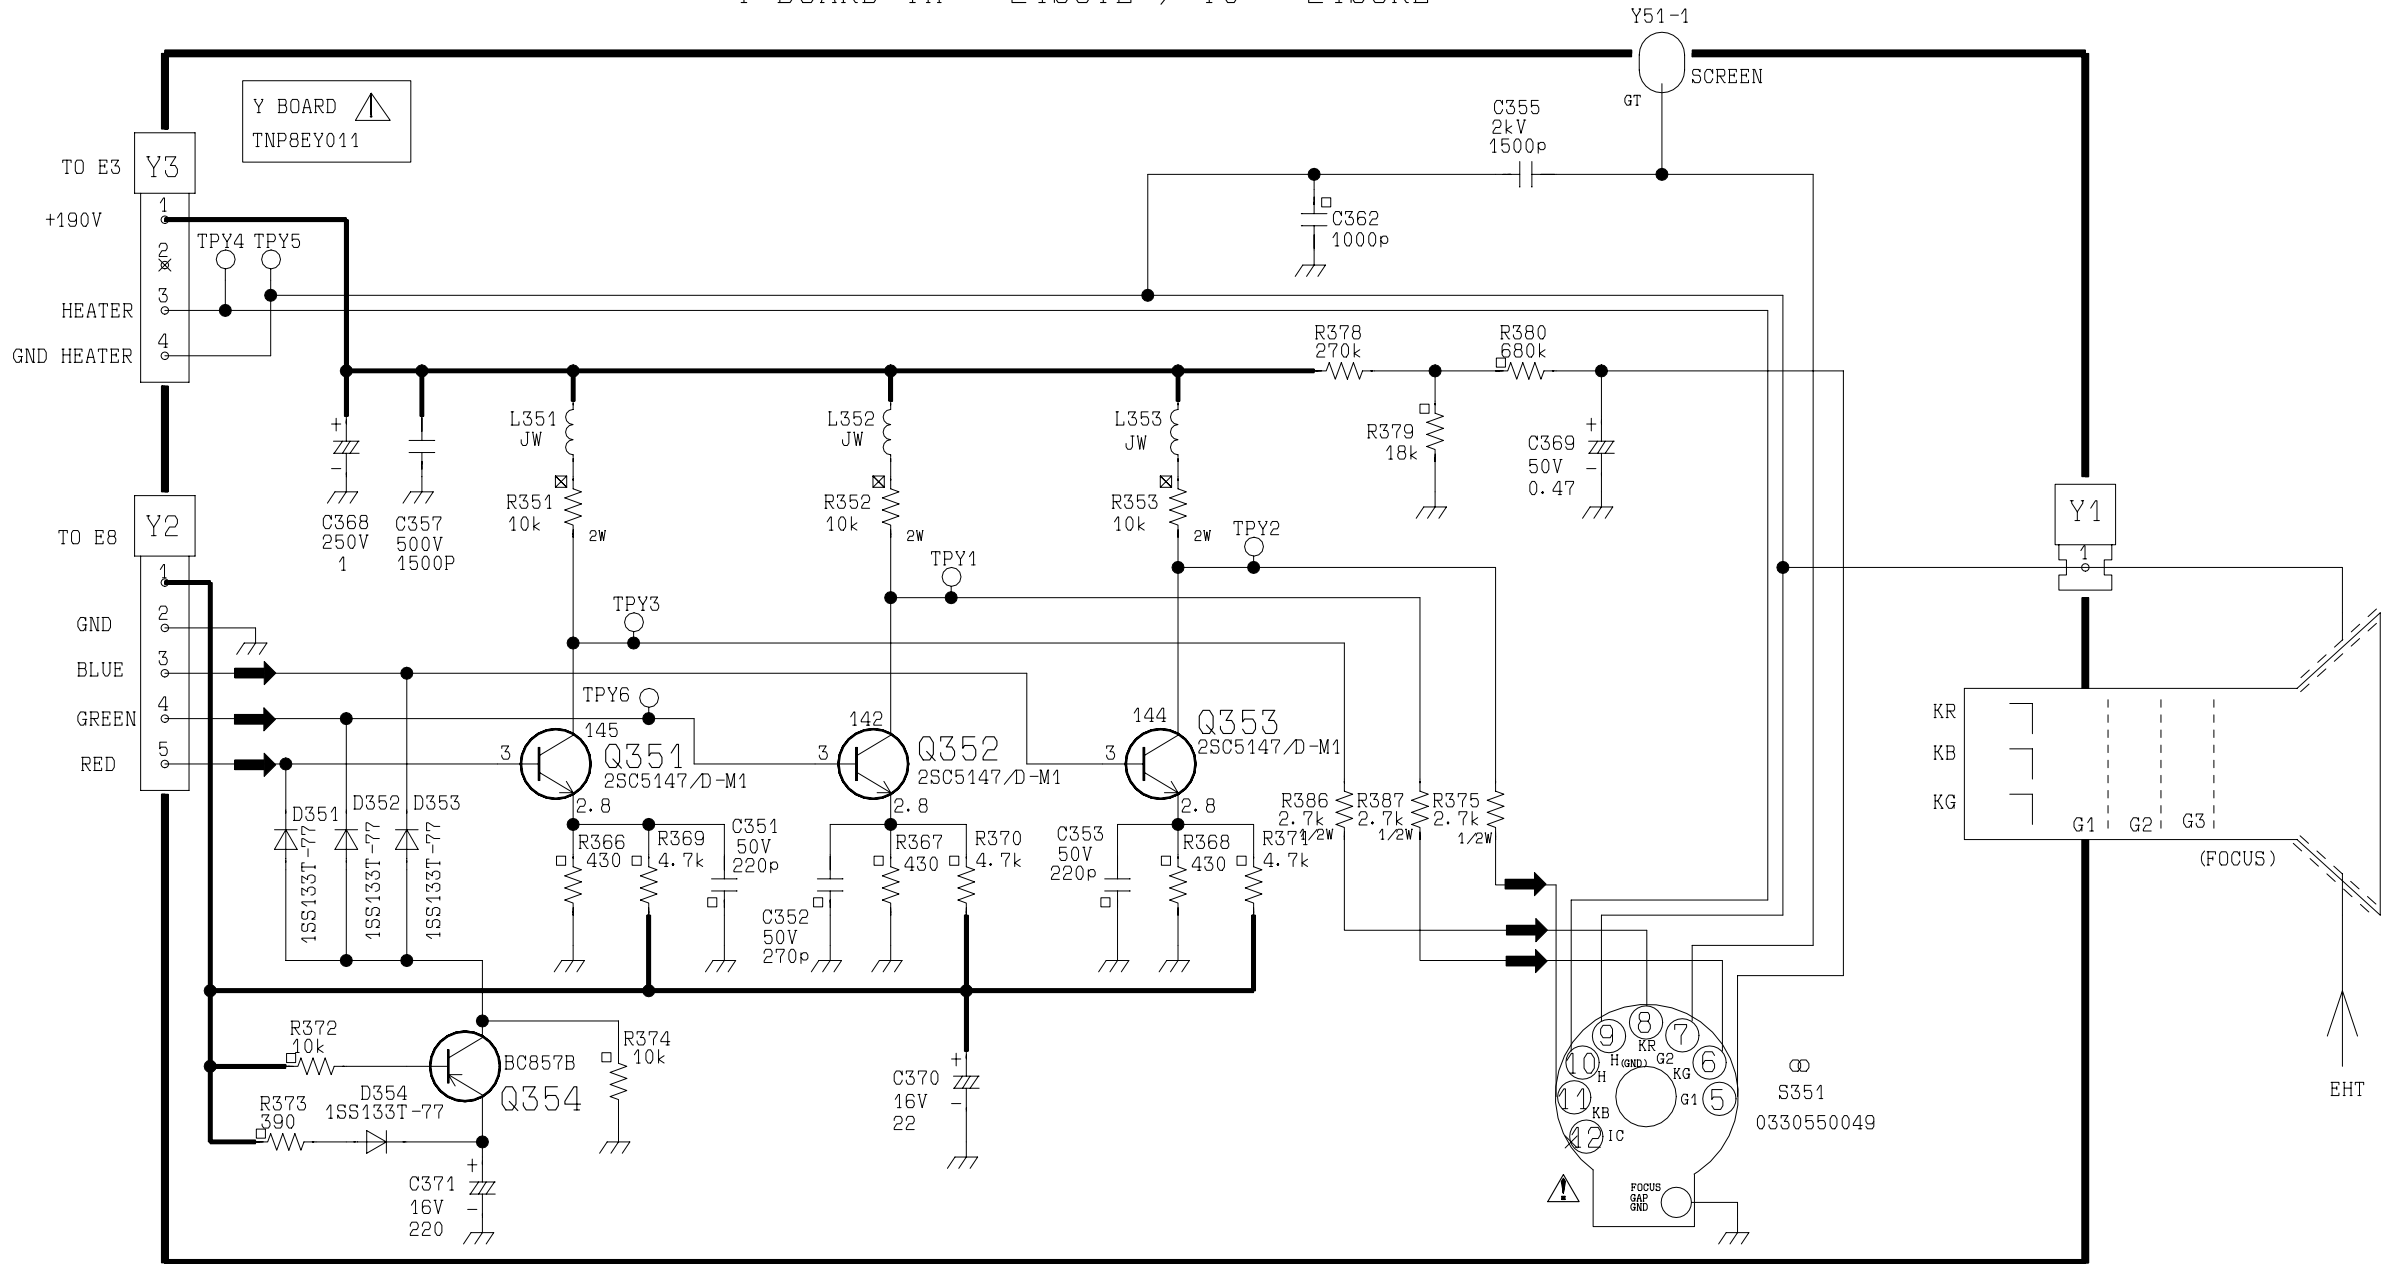 Y51-1
SCREEN
GT
Y BOARD
TNP8EY011
C355
2kV
1500p
TO E3
Y3
+190V
1
2
3
4
TPY4
TPY5
C362
1000p
HEATER
GND HEATER
R378
270k
R380
680k
L351
JW
L352
JW
L353
JW
R379
18k
C369
50V
0.47
+
-
+
-
R351
10k
2W
R352
10k
2W
R353
10k
2W
C368
250V
1
C357
500V
1500P
TO E8
Y2
1
2
3
4
5
GND
BLUE
GREEN
RED
TPY3
TPY1
TPY2
TPY6
Y1
1
145
3
Q351
2SC5147/D-M1
2.8
142
3
Q352
2SC5147/D-M1
2.8
144
3
Q353
2SC5147/D-M1
2.8
KR
KB
KG
G1
G2
G3
(FOCUS)
D351
1SS133T-77
D352
1SS133T-77
D353
1SS133T-77
R366
430
R369
4.7k
C351
50V
220p
R367
430
R370
4.7k
C352
50V
270p
C353
50V
220p
R368
430
R371
4.7k
R386
2.7k
1/2W
R387
2.7k
1/2W
R375
2.7k
1/2W
R372
10k
BC857B
Q354
R374
10k
R373
390
D354
1SS133T-77
C371
16V
220
+
-
C370
16V
22
+
-
5
6
7
8
9
10
11
12
G1
KG
G2
KR
H(GND)
H
KB
IC
S351
0330550049
FOCUS
GAP
GND
EHT